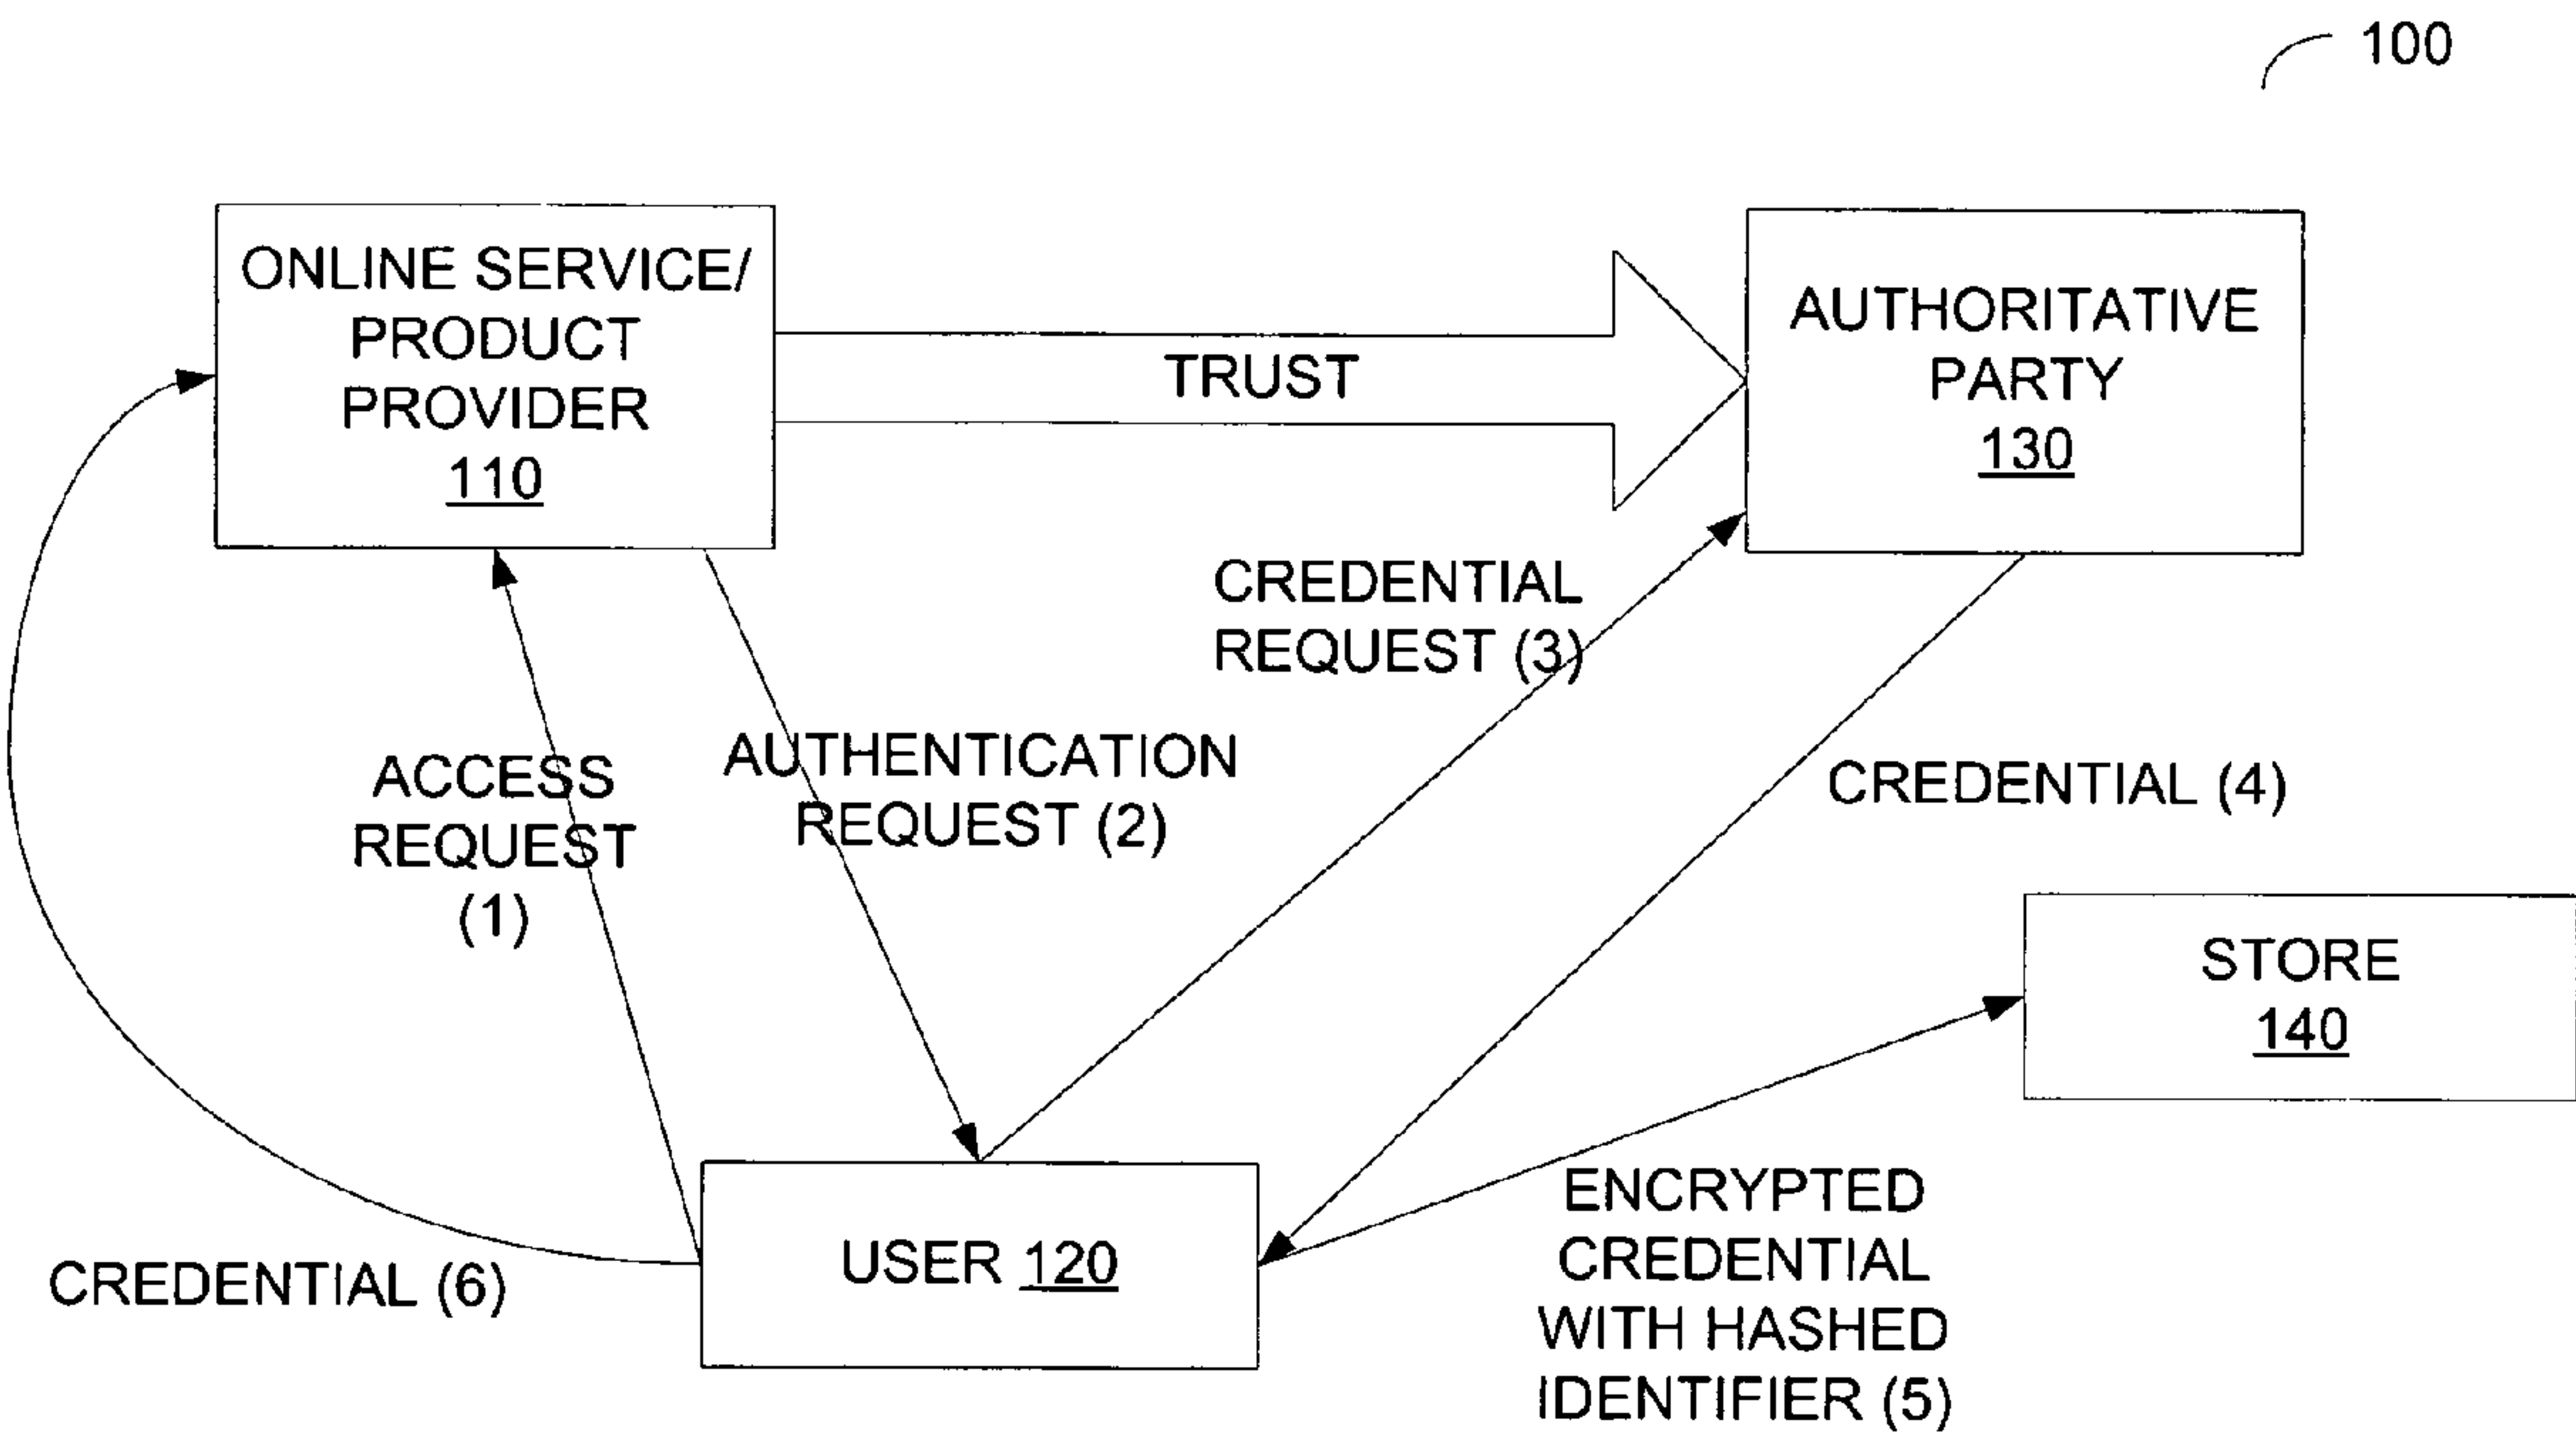 100
ONLINE SERVICE/
PRODUCT
PROVIDER
110
TRUST
AUTHORITATIVE
PARTY
130
CREDENTIAL
REQUEST (3)
AUTHENTICATION
REQUEST (2)
ACCESS
REQUEST
(1)
CREDENTIAL (4)
STORE
140
USER 120
CREDENTIAL (6)
ENCRYPTED
CREDENTIAL
WITH HASHED
IDENTIFIER (5)